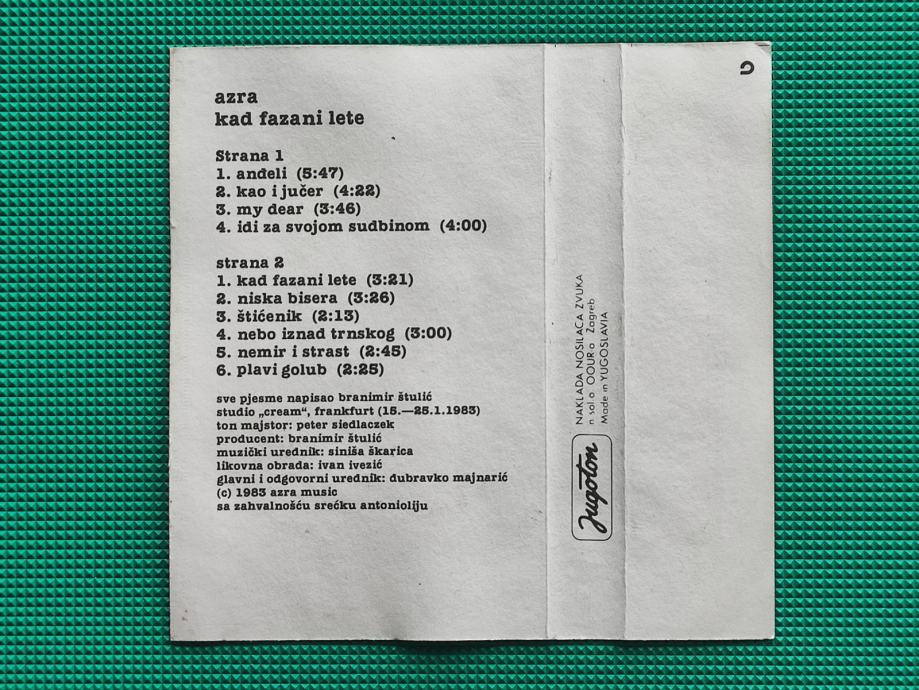 azra
kad fazani lete
Strana 1
1. anđeli (5:47)
2. kao i jučer (4:22)
3. my dear (3:46)
4. idi za svojom sudbinom (4:00)
strana 2
1. kad fazani lete (3:21)
2. niska bisera (3:26)
3. štićenik (2:13)
4. nebo iznad trnskog (3:00)
5. nemir i strast (2:45)
6. plavi golub (2:25)
sve pjesme napisao branimir štulić
studio „cream“, frankfurt (15.—25.1.1983)
ton majstor: peter siedlaczek
producent: branimir štulić
muzički urednik: siniša škarica
likovna obrada: ivan ivezić
glavni i odgovorni urednik: dubravko majnarić
(c) 1983 azra music
sa zahvalnošću srećku antonioliju
Jugoton
NAKLADA NOSILACA ZVUKA
n sol o OOUR o Zagreb
Made in YUGOSLAVIA